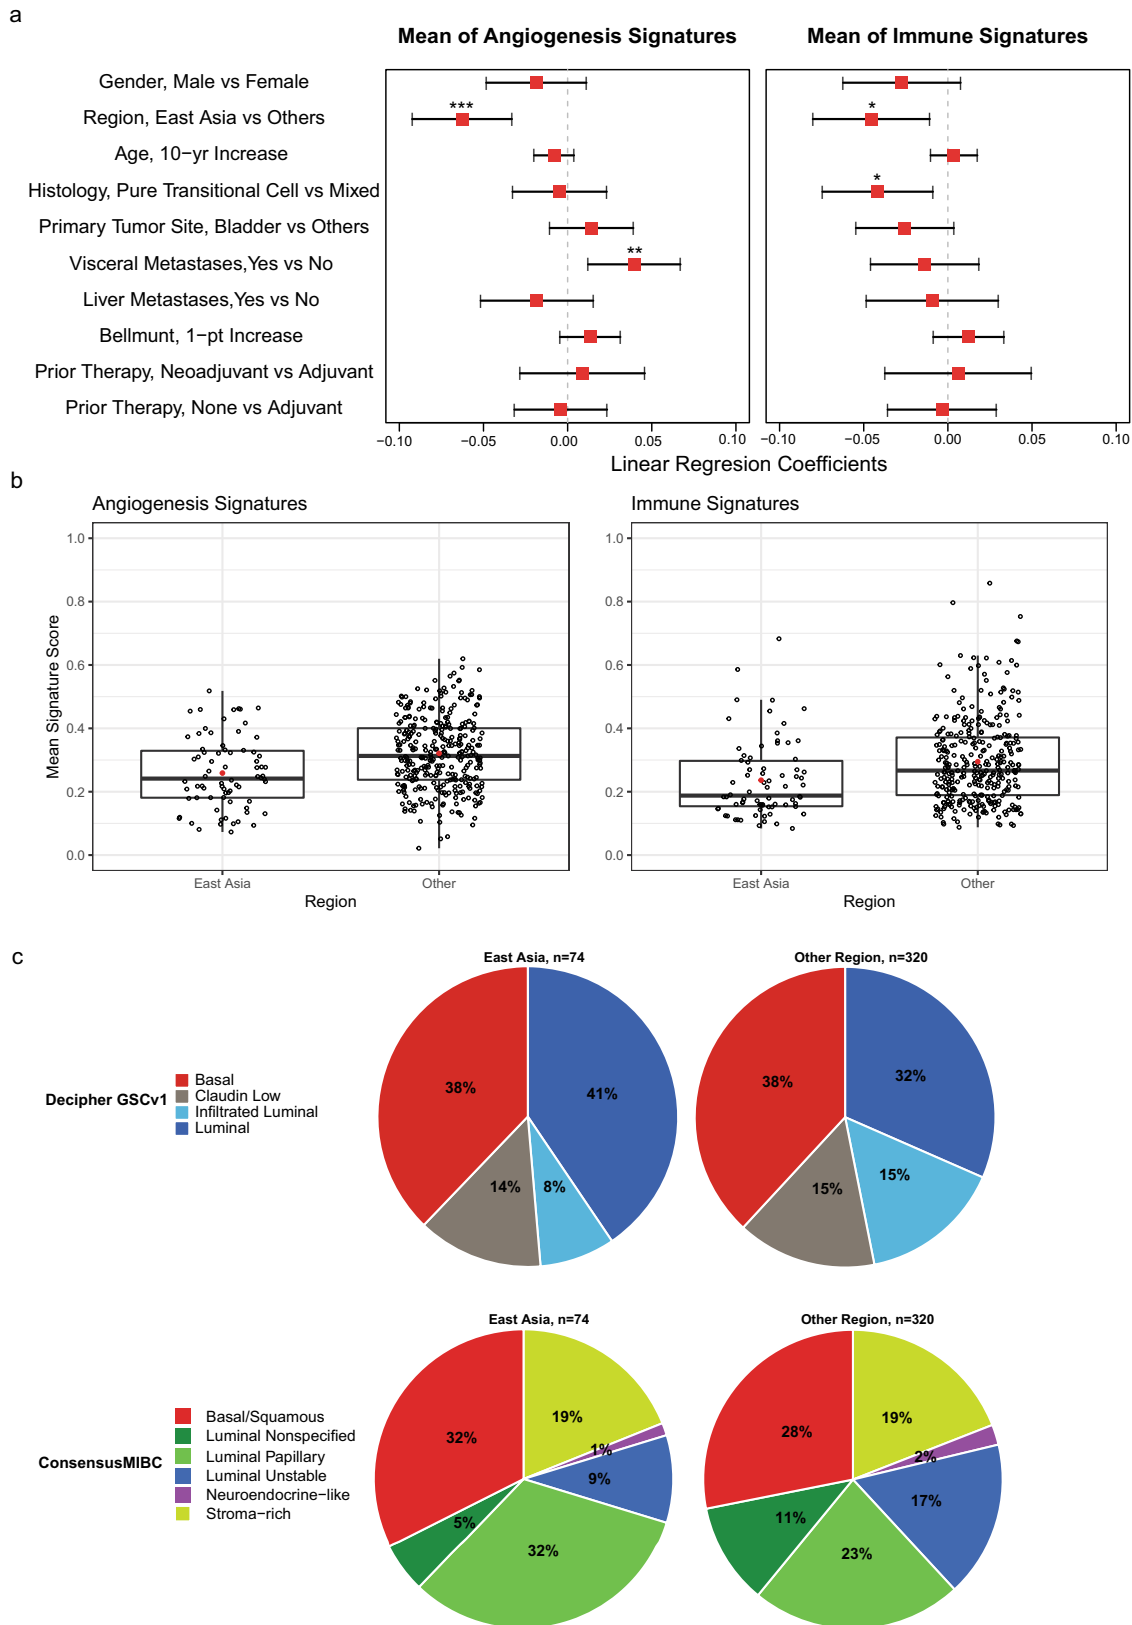 a
Mean of Angiogenesis Signatures
Mean of Immune Signatures
Gender, Male vs Female
Region, East Asia vs Others
*** *
Age, 10−yr Increase
Histology, Pure Transitional Cell vs Mixed
*
Primary Tumor Site, Bladder vs Others
Visceral Metastases,Yes vs No
**
Liver Metastases,Yes vs No
Bellmunt, 1−pt Increase
Prior Therapy, Neoadjuvant vs Adjuvant
Prior Therapy, None vs Adjuvant
−0.10 −0.05 0.00 0.05 0.10
−0.10 −0.05 0.00 0.05 0.10
Linear Regresion Coefficients
b
Angiogenesis Signatures
Mean Signature Score
1.0
0.8
0.6
0.4
0.2
0.0
East Asia Other
Region
Immune Signatures
1.0
0.8
0.6
0.4
0.2
0.0
East Asia Other
Region
c
East Asia, n=74
Other Region, n=320
Decipher GSCv1
Basal
Claudin Low
Infiltrated Luminal
Luminal
38%
41%
14%
8%
38%
32%
15%
15%
East Asia, n=74
Other Region, n=320
ConsensusMIBC
Basal/Squamous
Luminal Nonspecified
Luminal Papillary
Luminal Unstable
Neuroendocrine−like
Stroma−rich
32%
19%
1%
9%
5%
32%
28%
19%
2%
17%
11%
23%